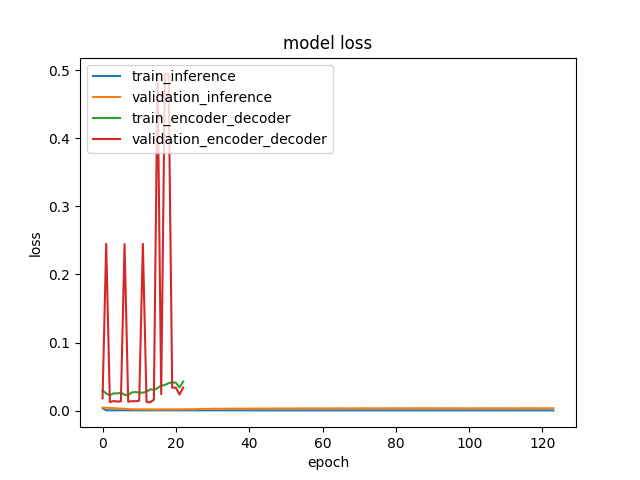 model loss
train_inference
validation_inference
train_encoder_decoder
validation_encoder_decoder
loss
0.5
0.4
0.3
0.2
0.1
0.0
0 20 40 60 80 100 120
epoch